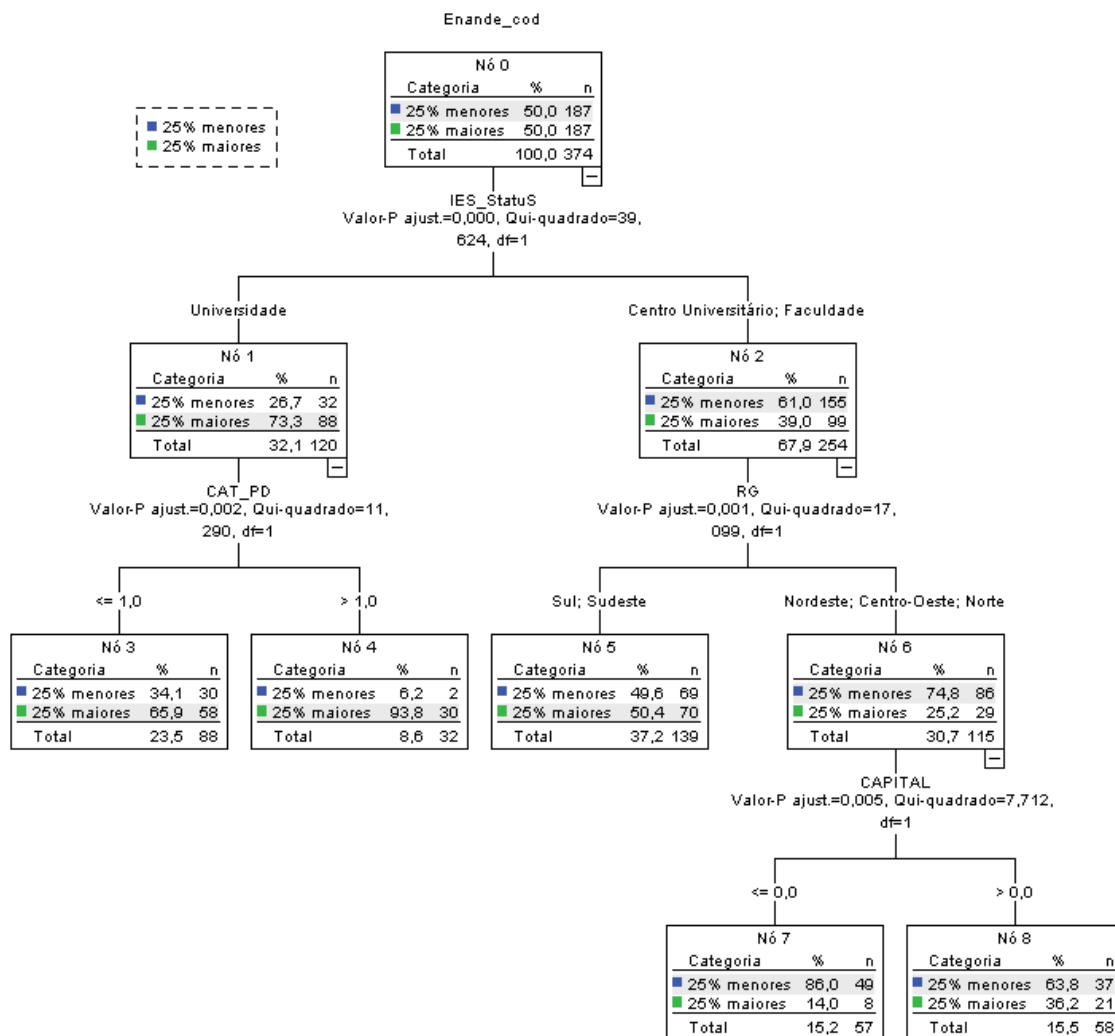 Enande_cod
25% menores
25% maiores
Nó 0
Categoria % n
25% menores 50,0 187
25% maiores 50,0 187
Total 100,0 374
IES_StatuS
Valor-P ajust.=0,000, Qui-quadrado=39,
624, df=1
Universidade
Centro Universitário; Faculdade
Nó 1
Categoria % n
25% menores 26,7 32
25% maiores 73,3 88
Total 32,1 120
Nó 2
Categoria % n
25% menores 61,0 155
25% maiores 39,0 99
Total 67,9 254
CAT_PD
Valor-P ajust.=0,002, Qui-quadrado=11,
290, df=1
RG
Valor-P ajust.=0,001, Qui-quadrado=17,
099, df=1
<= 1,0
> 1,0
Sul; Sudeste
Nordeste; Centro-Oeste; Norte
Nó 3
Categoria % n
25% menores 34,1 30
25% maiores 65,9 58
Total 23,5 88
Nó 4
Categoria % n
25% menores 6,2 2
25% maiores 93,8 30
Total 8,6 32
Nó 5
Categoria % n
25% menores 49,6 69
25% maiores 50,4 70
Total 37,2 139
Nó 6
Categoria % n
25% menores 74,8 86
25% maiores 25,2 29
Total 30,7 115
CAPITAL
Valor-P ajust.=0,005, Qui-quadrado=7,712,
df=1
<= 0,0
> 0,0
Nó 7
Categoria % n
25% menores 86,0 49
25% maiores 14,0 8
Total 15,2 57
Nó 8
Categoria % n
25% menores 63,8 37
25% maiores 36,2 21
Total 15,5 58